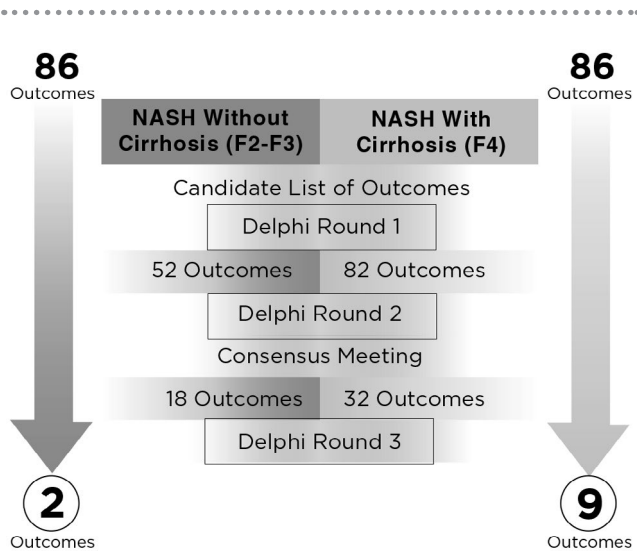 86
Outcomes
86
Outcomes
NASH Without
Cirrhosis (F2-F3)
NASH With
Cirrhosis (F4)
Candidate List of Outcomes
Delphi Round 1
52 Outcomes
82 Outcomes
Delphi Round 2
Consensus Meeting
18 Outcomes
32 Outcomes
Delphi Round 3
2
Outcomes
9
Outcomes